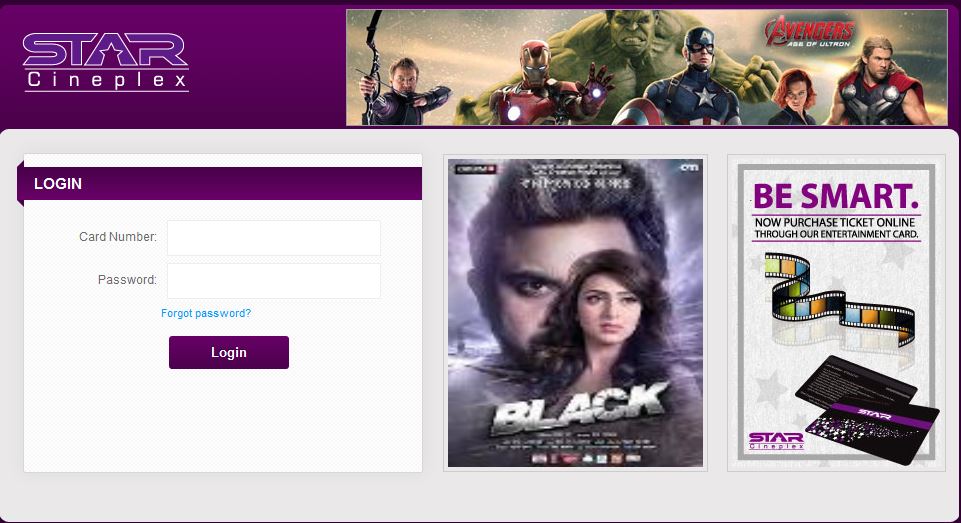 STAR
Cineplex
AVENGERS
AGE OF ULTRON
LOGIN
Card Number:
Password:
Forgot password?
Login
BLACK
BE SMART.
NOW PURCHASE TICKET ONLINE
THROUGH OUR ENTERTAINMENT CARD.
STAR
STAR
Cineplex